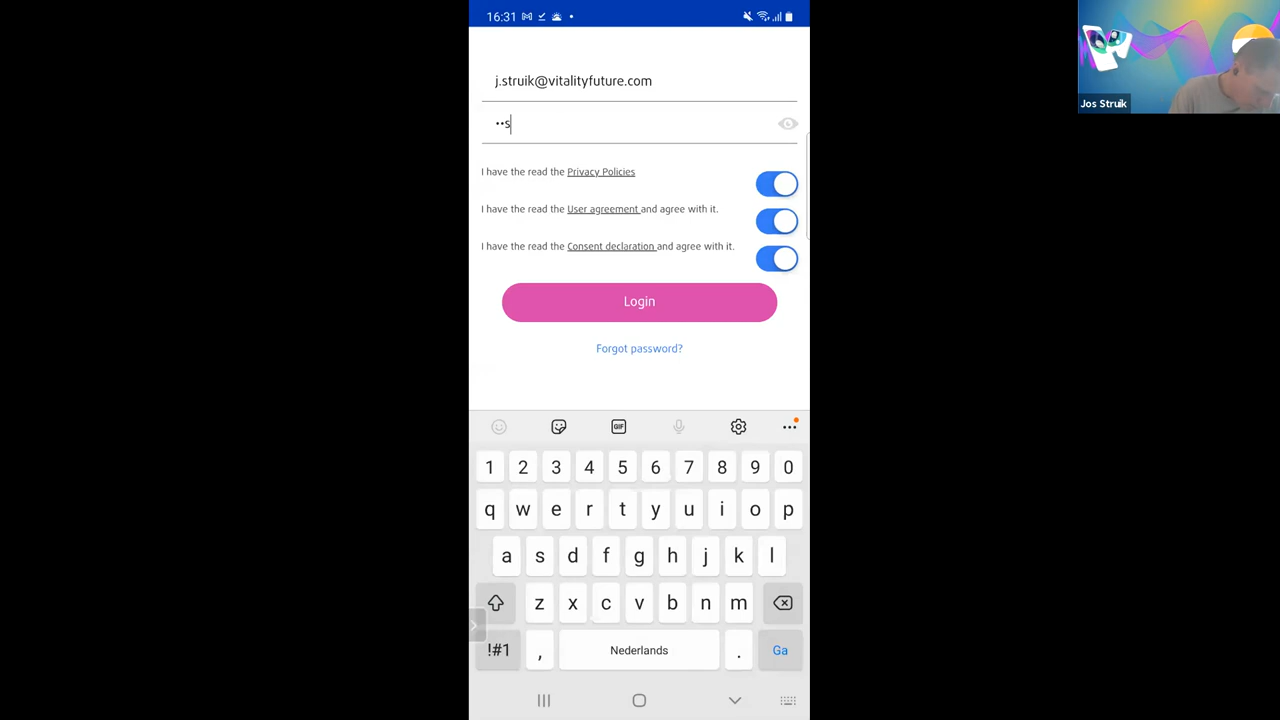 16:31
j.struik@vitalityfuture.com
••s
I have the read the Privacy Policies
I have the read the User agreement and agree with it.
I have the read the Consent declaration and agree with it.
Login
Forgot password?
GIF
1 2 3 4 5 6 7 8 9 0
q w e r t y u i o p
a s d f g h j k l
z x c v b n m
!#1 , Nederlands . Ga
Jos Struik